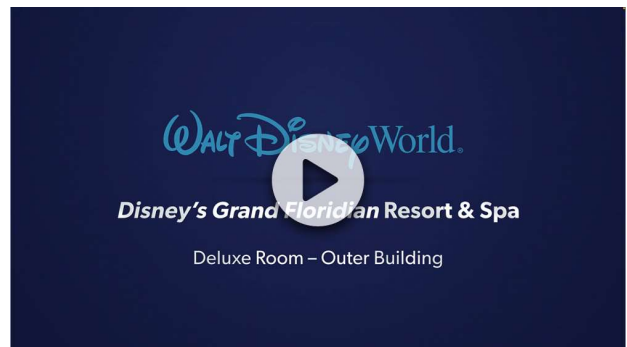 WALT DISNEY World.
Disney's Grand Floridian Resort & Spa
Deluxe Room – Outer Building